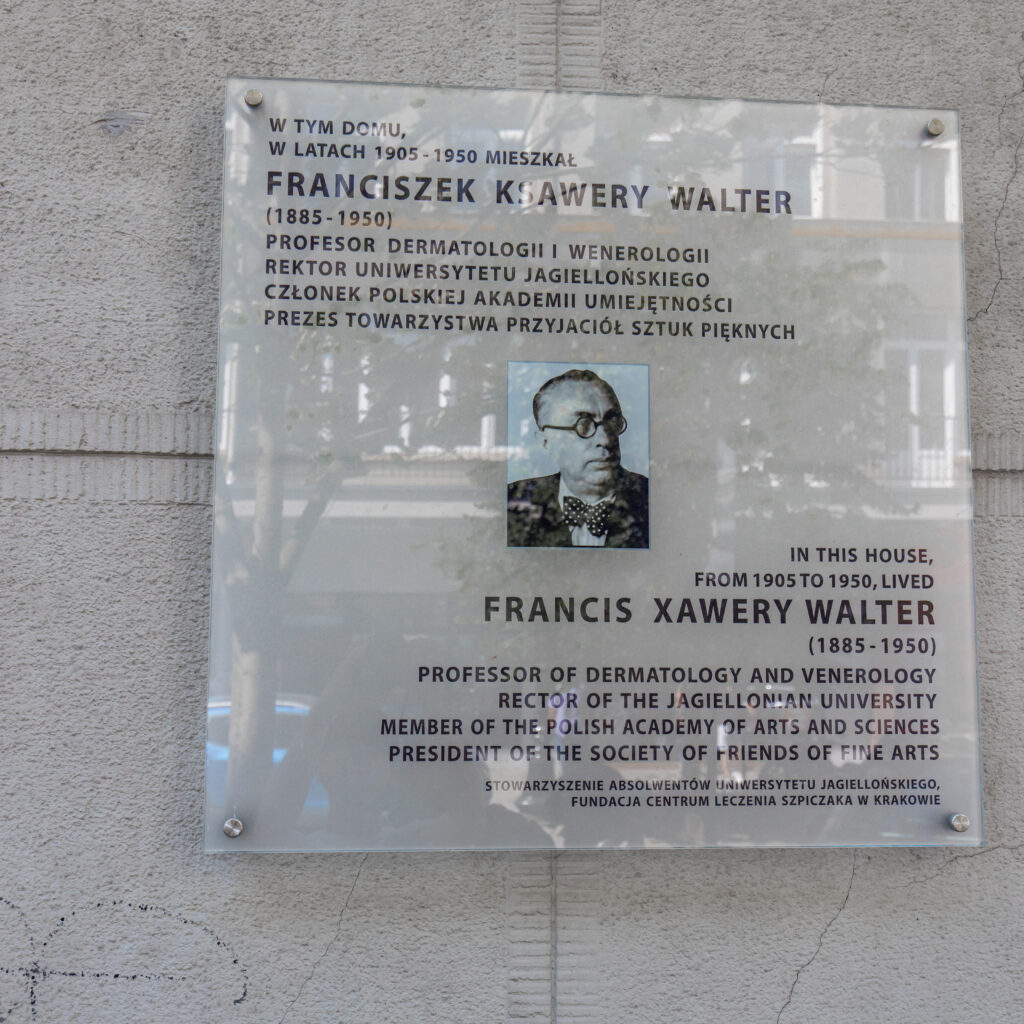 W TYM DOMU,
W LATACH 1905-1950 MIESZKAŁ
FRANCISZEK KSAWERY WALTER
(1885-1950)
PROFESOR DERMATOLOGII I WENEROLOGII
REKTOR UNIWERSYTETU JAGIELLOŃSKIEGO
CZŁONEK POLSKIEJ AKADEMII UMIEJĘTNOŚCI
PREZES TOWARZYSTWA PRZYJACIÓŁ SZTUK PIĘKNYCH
IN THIS HOUSE,
FROM 1905 TO 1950, LIVED
FRANCIS XAWERY WALTER
(1885-1950)
PROFESSOR OF DERMATOLOGY AND VENEROLOGY
RECTOR OF THE JAGIELLONIAN UNIVERSITY
MEMBER OF THE POLISH ACADEMY OF ARTS AND SCIENCES
PRESIDENT OF THE SOCIETY OF FRIENDS OF FINE ARTS
STOWARZYSZENIE ABSOLWENTÓW UNIWERSYTETU JAGIELLOŃSKIEGO,
FUNDACJA CENTRUM LECZENIA SZPICZAKA W KRAKOWIE